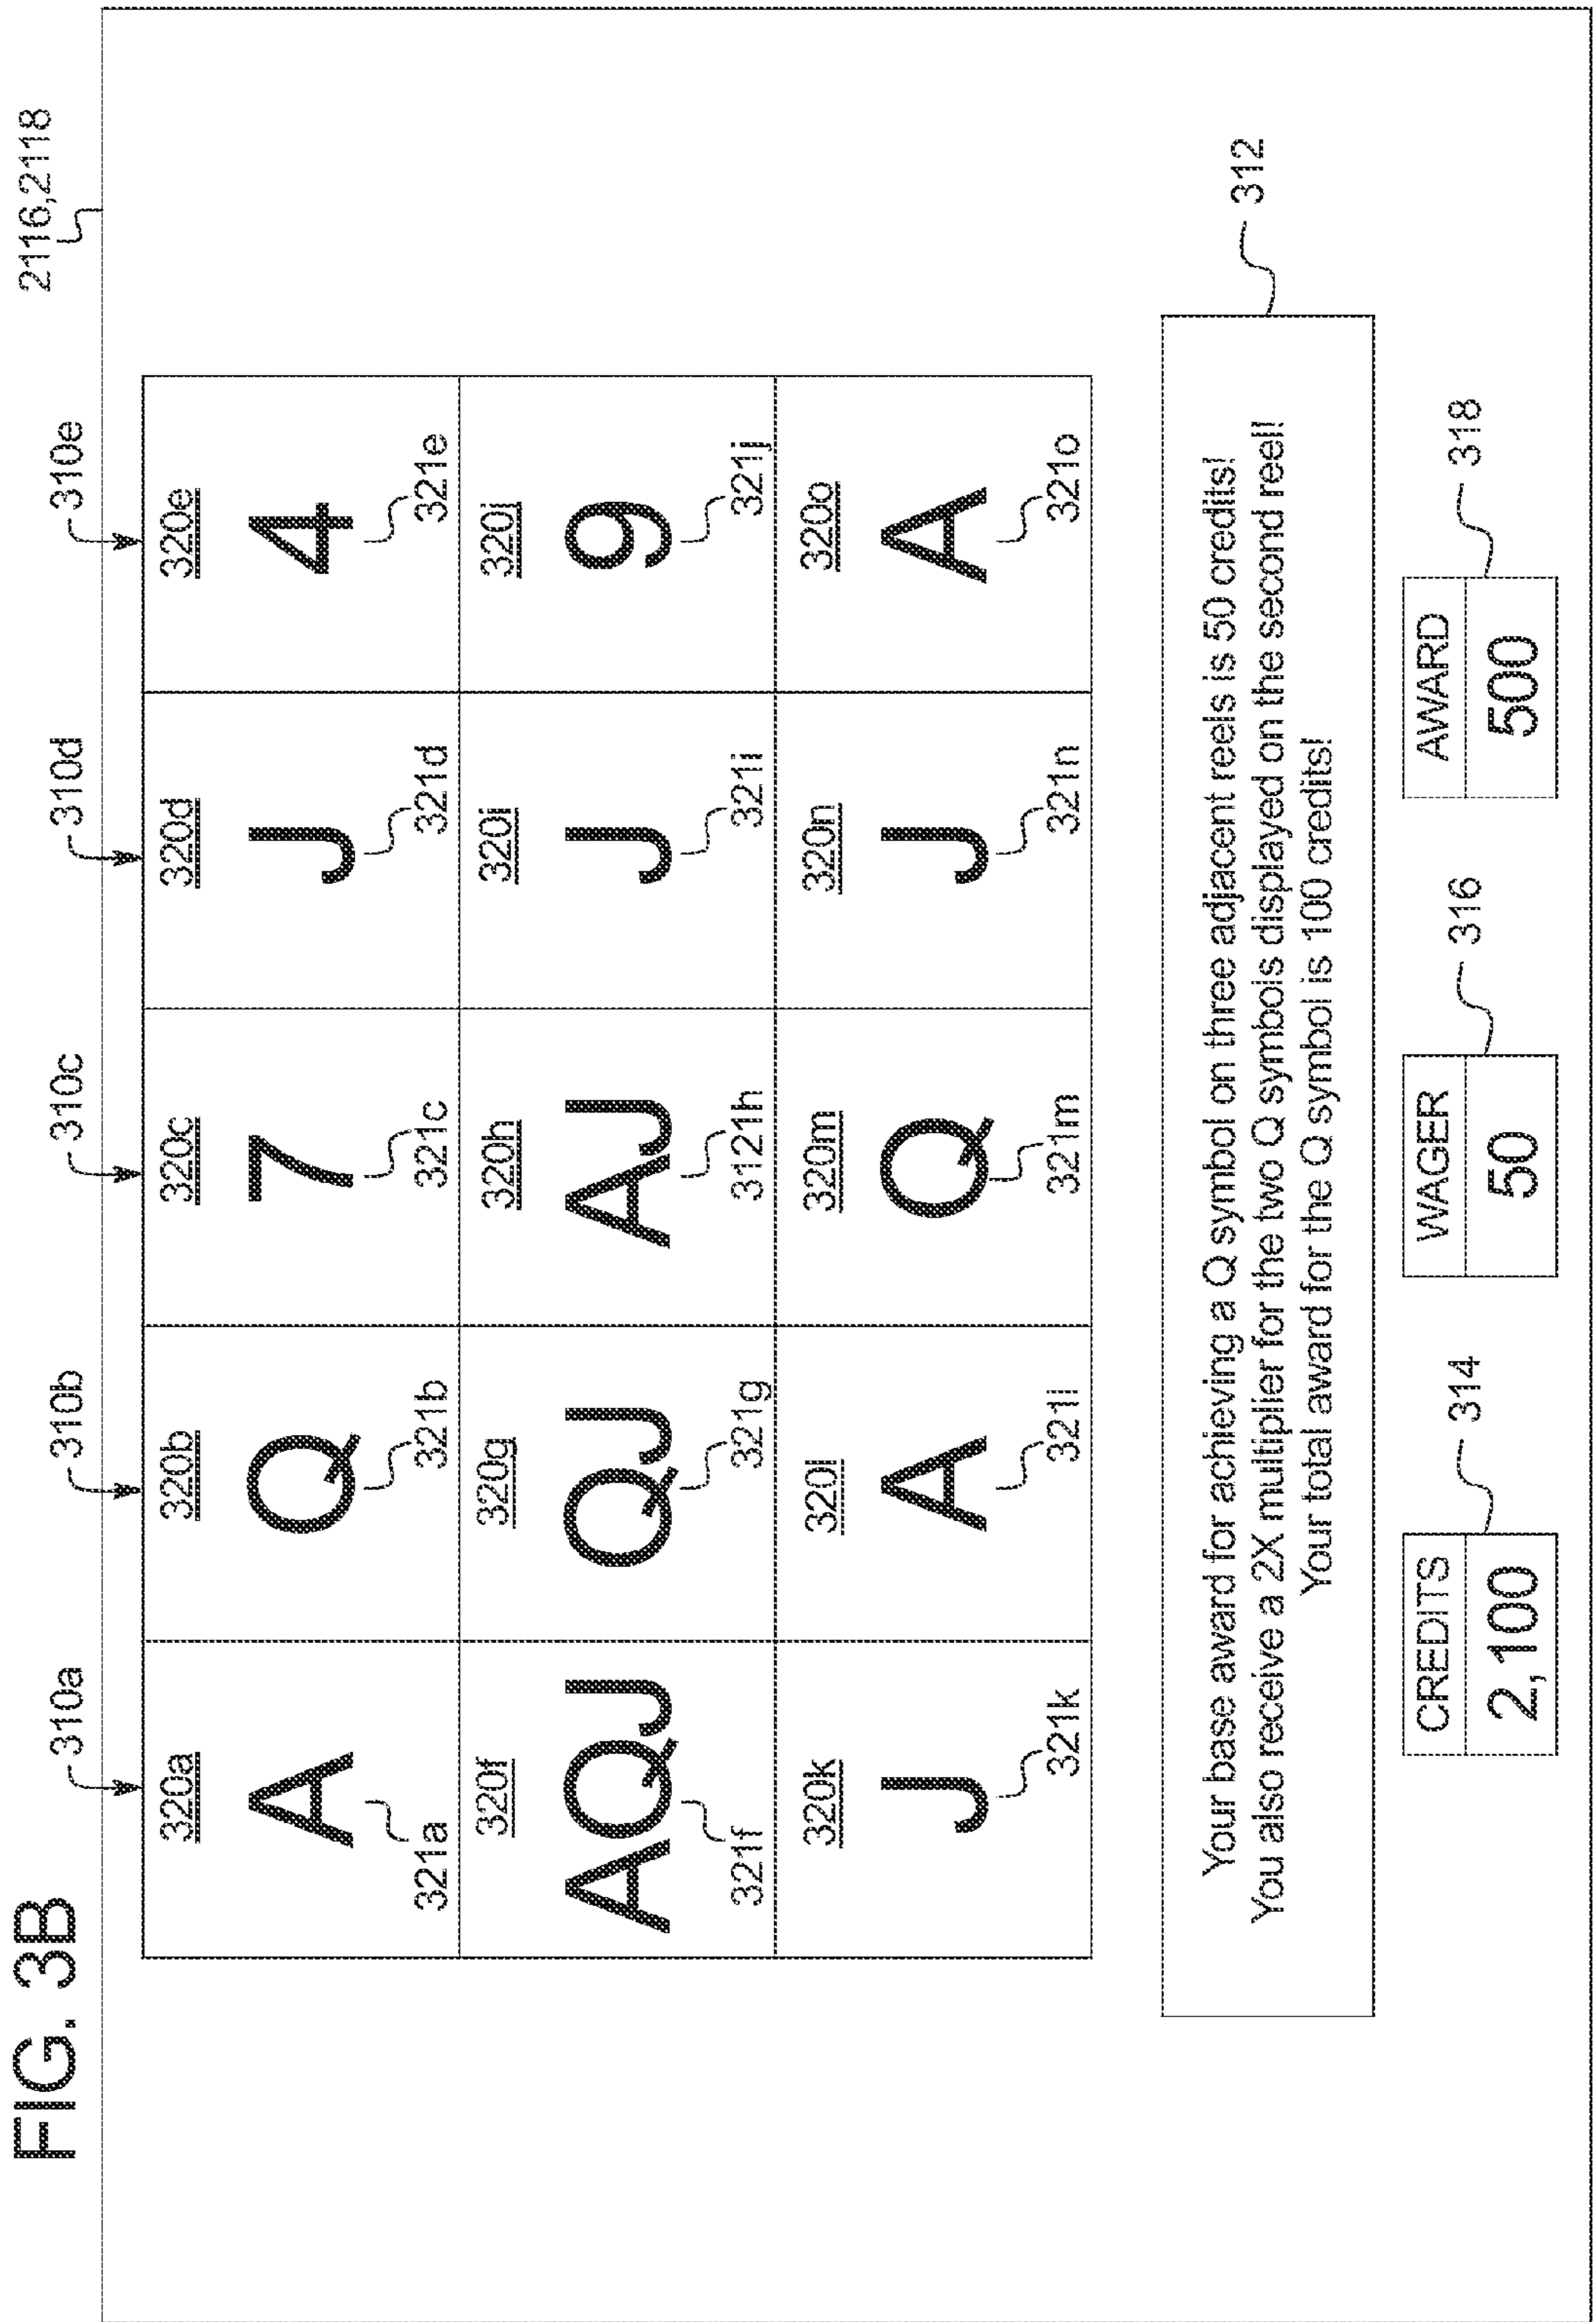 FIG. 3B
2116,2118
310a 310b 310c 310d 310e
320a 320b 320c 320d 320e
A Q 7 J 4
321a 321b 321c 321d 321e
320f 320g 320h 320i 320j
AQJ QJ AJ J 9
321f 321g 3121h 321i 321j
320k 320l 320m 320n 320o
J A Q J A
321k 321l 321m 321n 321o
312
Your base award for achieving a Q symbol on three adjacent reels is 50 credits!
You also receive a 2X multiplier for the two Q symbols displayed on the second reel!
Your total award for the Q symbol is 100 credits!
314 316 318
CREDITS WAGER AWARD
2,100 50 500